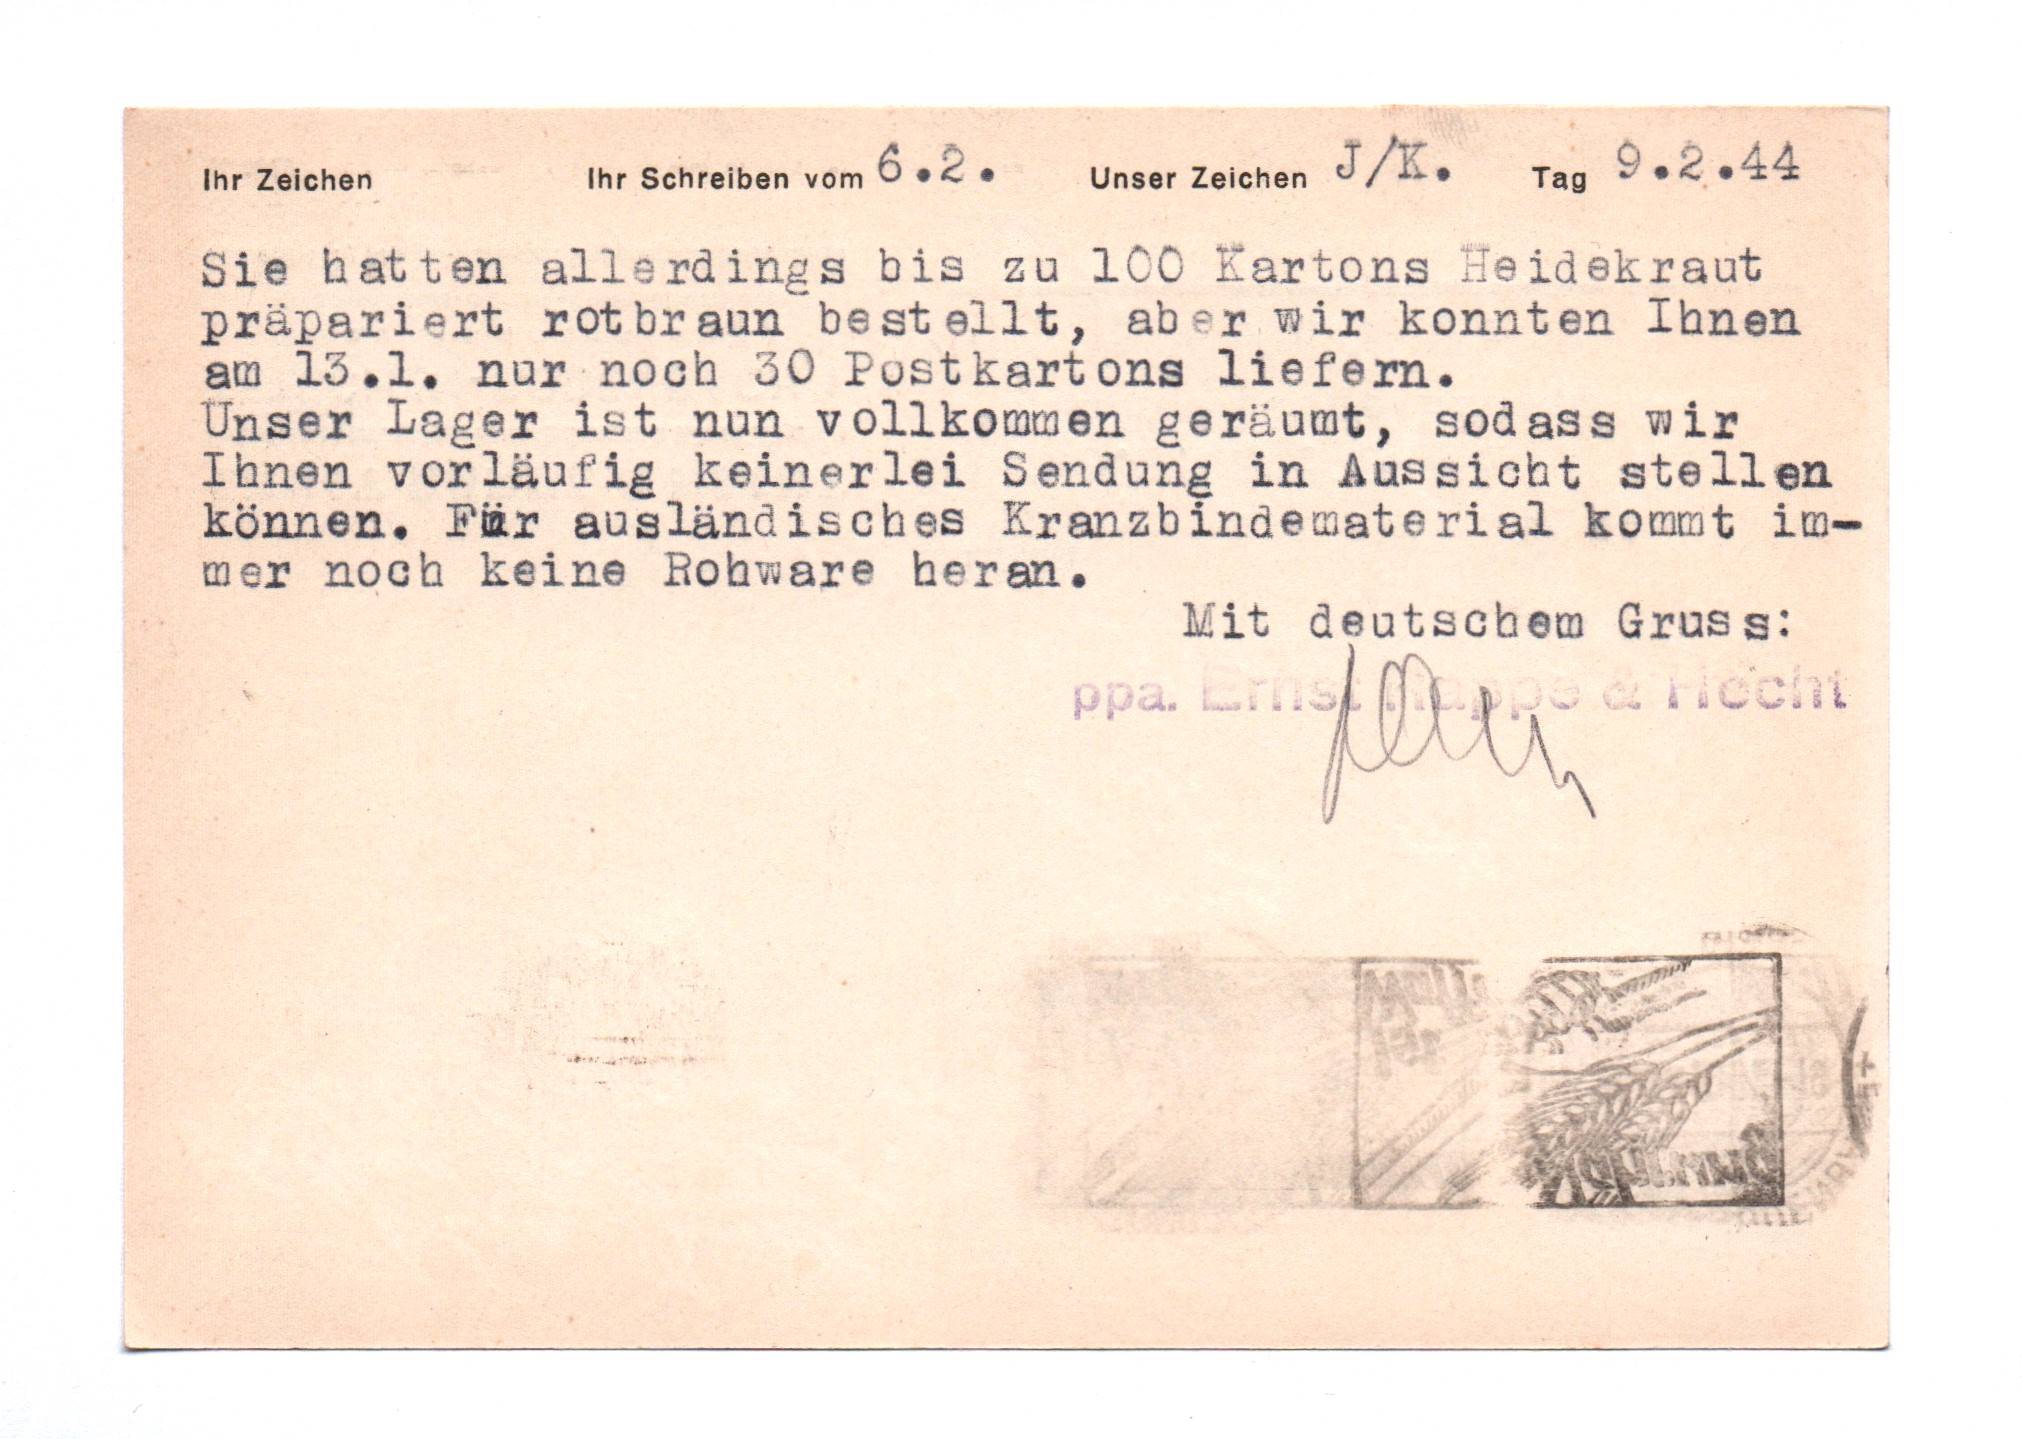 Ihr Zeichen Ihr Schreiben vom 6.2. Unser Zeichen J/K. Tag 9.2.44
Sie hatten allerdings bis zu 100 Kartons Heidekraut
präpariert rotbraun bestellt, aber wir konnten Ihnen
am 13.1. nur noch 30 Postkartons liefern.
Unser Lager ist nun vollkommen geräumt, sodass wir
Ihnen vorläufig keinerlei Sendung in Aussicht stellen
können. Für ausländisches Kranzbindematerial kommt im-
mer noch keine Rohware heran.
Mit deutschem Gruss:
ppa. Ernst Nappe & Hecht